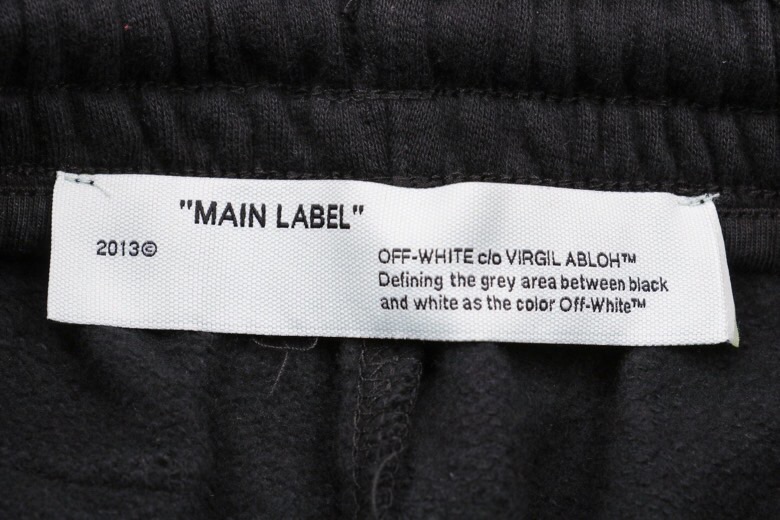 "MAIN LABEL"
2013©
OFF-WHITE c/o VIRGIL ABLOH™
Defining the grey area between black
and white as the color Off-White™